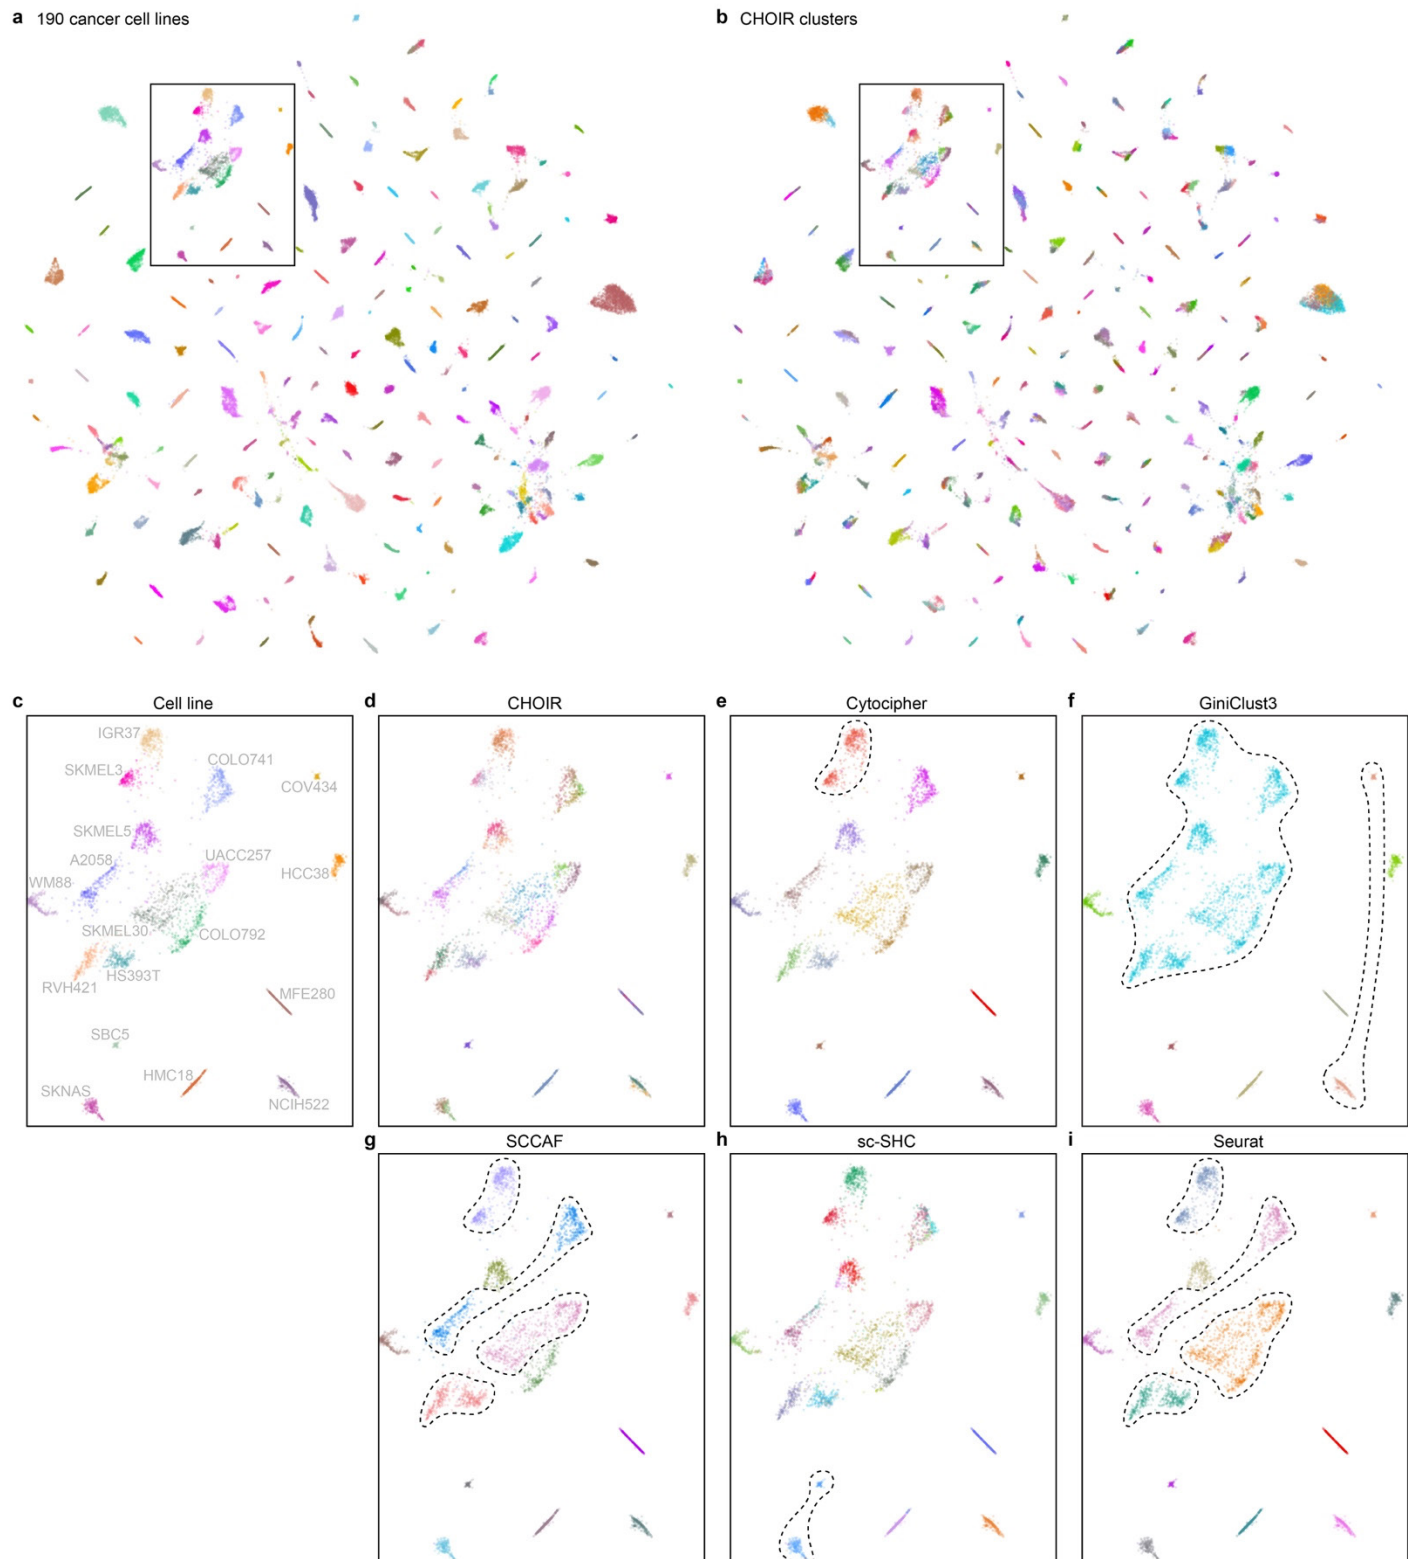 a 190 cancer cell lines
b CHOIR clusters
c Cell line
d CHOIR
e Cytocipher
f GiniClust3
IGR37
COLO741
SKMEL3
COV434
SKMEL5
A2058
UACC257
HCC38
WM88
SKMEL30
COLO792
HS393T
RVH421
MFE280
SBC5
HMC18
SKNAS
NCIH522
g SCCAF
h sc-SHC
i Seurat